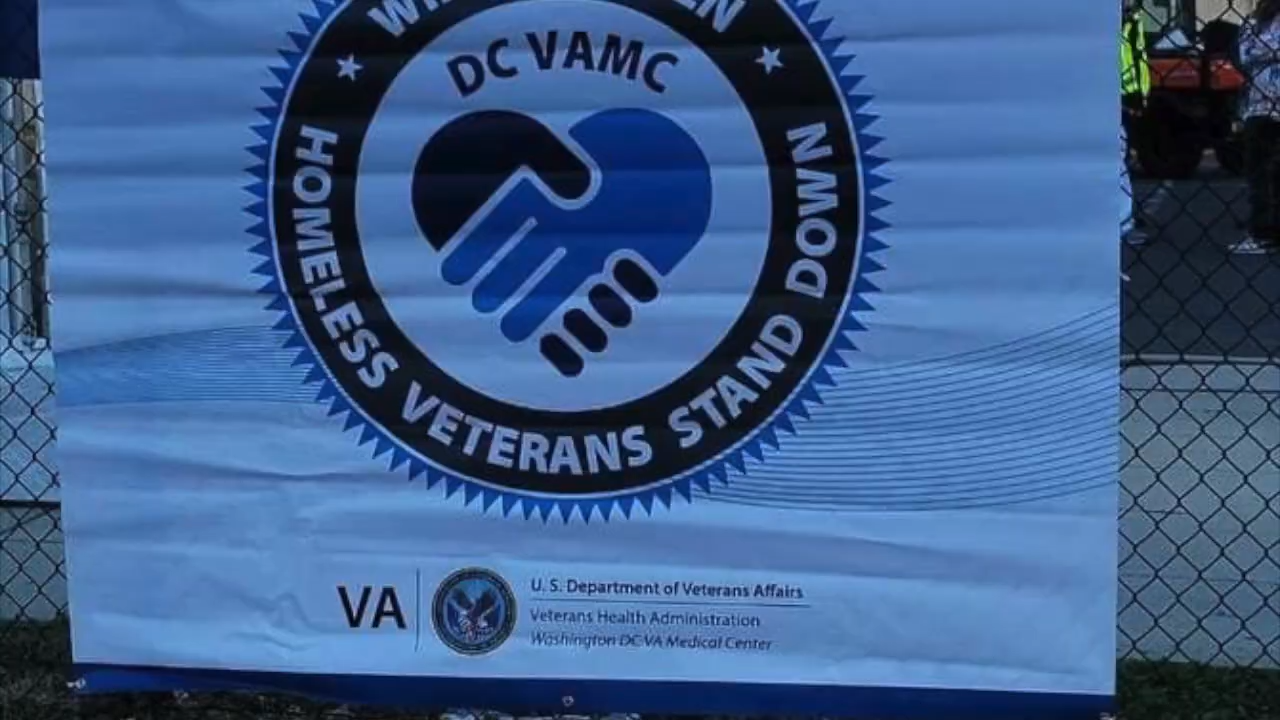 DC VAMC
HOMELESS VETERANS STAND DOWN
VA
U. S. Department of Veterans Affairs
Veterans Health Administration
Washington DC VA Medical Center